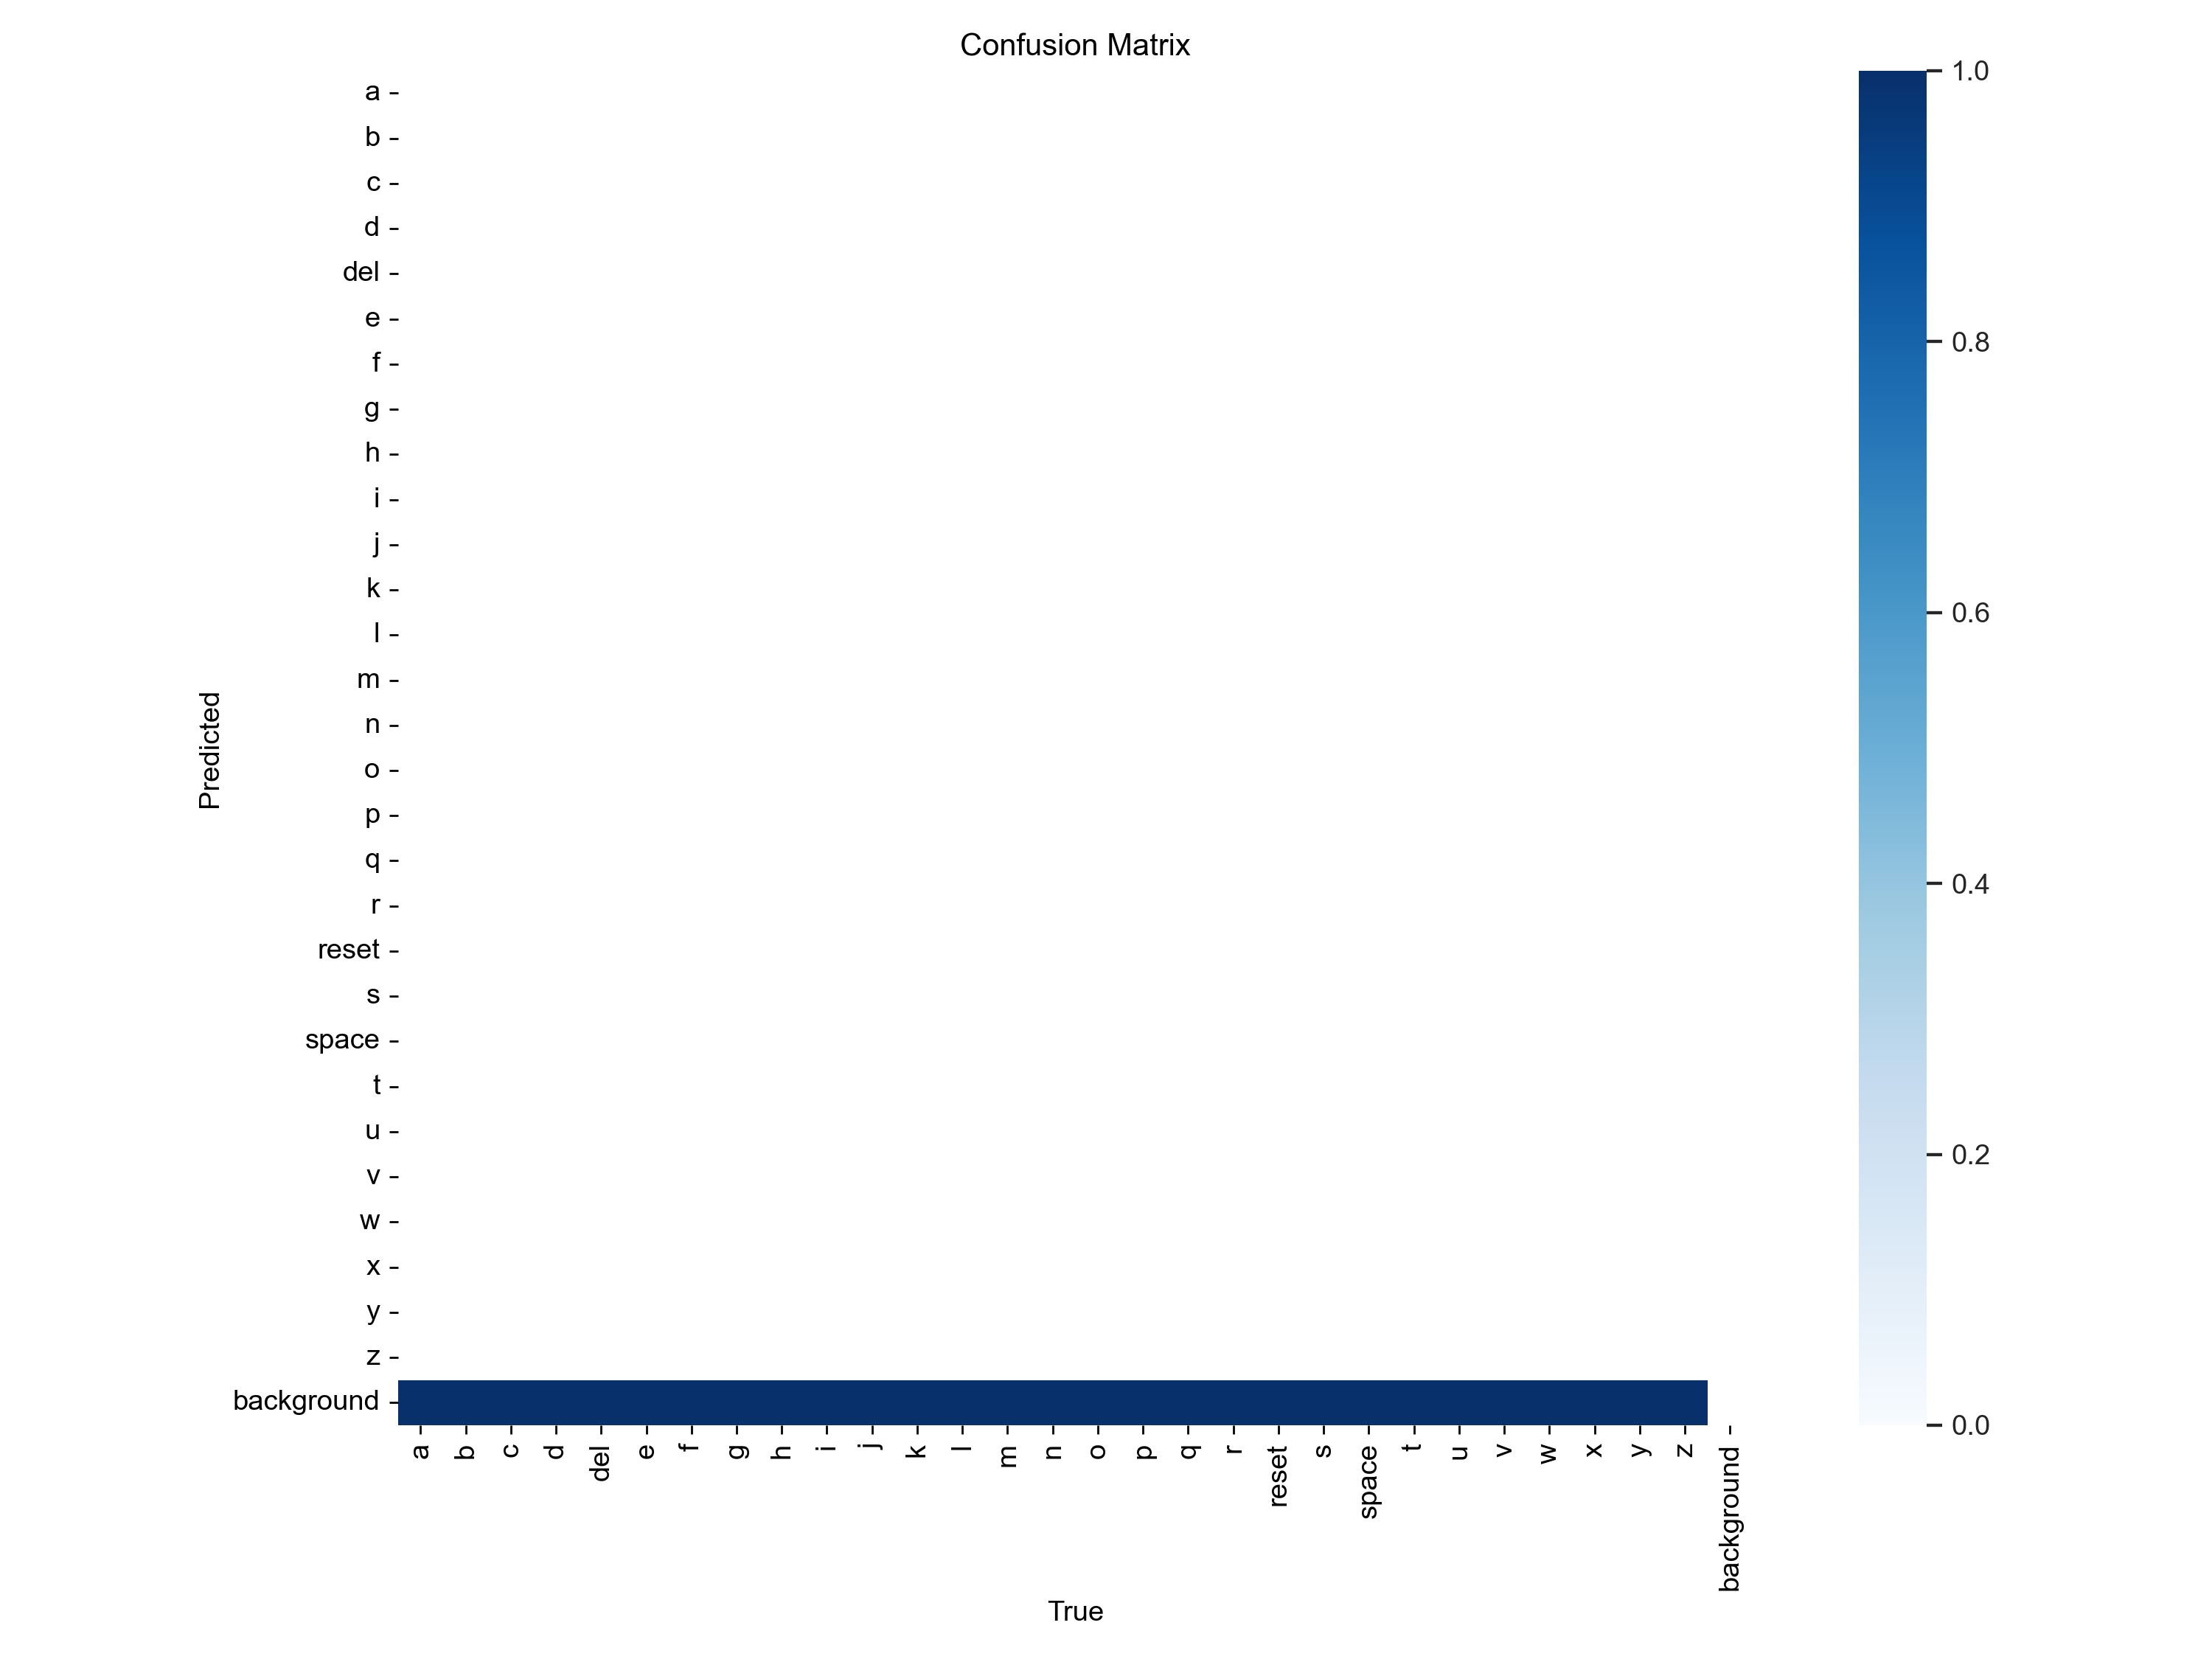 Confusion Matrix
a
b
c
d
del
e
f
g
h
i
j
k
l
m
n
o
p
q
r
reset
s
space
t
u
v
w
x
y
z
background
Predicted
a b c d del e f g h i j k l m n o p q r reset s space t u v w x y z background
True
1.0
0.8
0.6
0.4
0.2
0.0